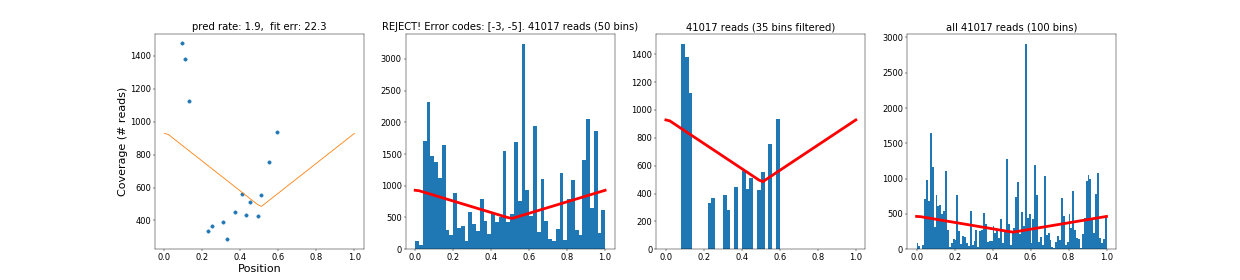 pred rate: 1.9, fit err: 22.3
REJECT! Error codes: [-3, -5]. 41017 reads (50 bins)
41017 reads (35 bins filtered)
all 41017 reads (100 bins)
Coverage (# reads)
1400
1200
1000
800
600
400
0.0 0.2 0.4 0.6 0.8 1.0
Position
3000
2500
2000
1500
1000
500
0
0.0 0.2 0.4 0.6 0.8 1.0
1400
1200
1000
800
600
400
200
0
0.0 0.2 0.4 0.6 0.8 1.0
3000
2500
2000
1500
1000
500
0
0.0 0.2 0.4 0.6 0.8 1.0